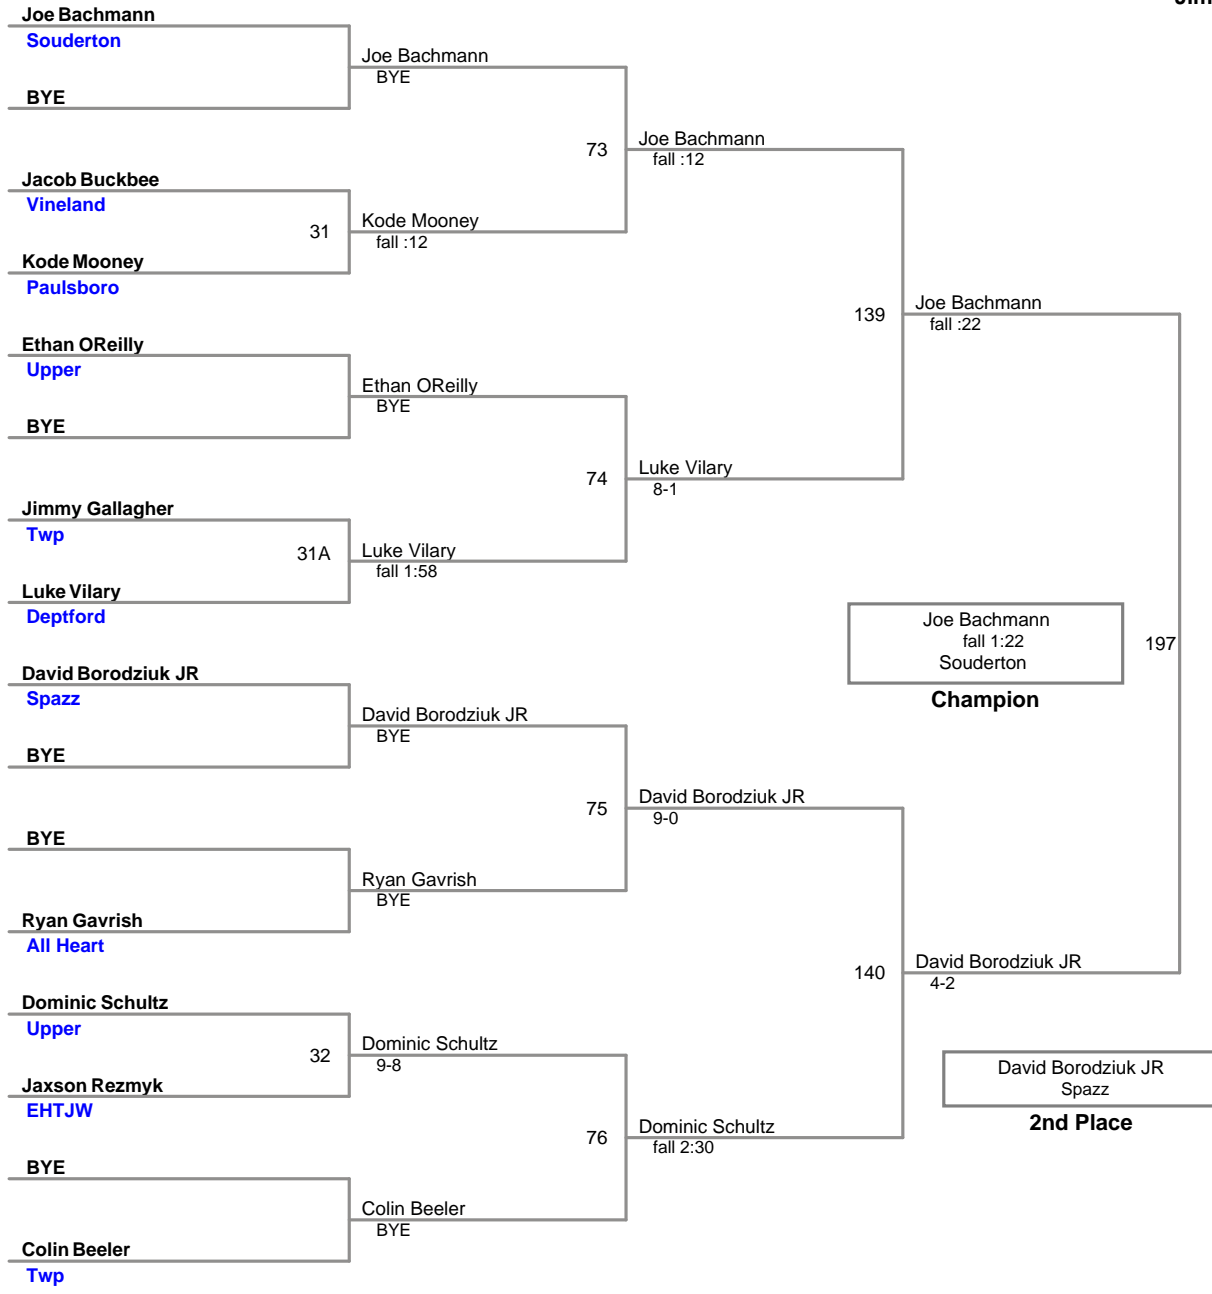 Joe Bachmann
Souderton
BYE
Jacob Buckbee
Vineland
31
Kode Mooney
Paulsboro
Ethan OReilly
Upper
BYE
Jimmy Gallagher
Twp
31A
Luke Vilary
Deptford
David Borodziuk JR
Spazz
BYE
BYE
Ryan Gavrish
All Heart
Dominic Schultz
Upper
32
Jaxson Rezmyk
EHTJW
BYE
Colin Beeler
Twp
Joe Bachmann
BYE
73
Kode Mooney
fall :12
Ethan OReilly
BYE
74
Luke Vilary
fall 1:58
David Borodziuk JR
BYE
75
Ryan Gavrish
BYE
Dominic Schultz
9-8
76
Colin Beeler
BYE
Joe Bachmann
fall :12
139
Luke Vilary
8-1
David Borodziuk JR
9-0
140
Dominic Schultz
fall 2:30
Joe Bachmann
fall :22
Joe Bachmann
fall 1:22
Souderton
197
Champion
David Borodziuk JR
4-2
David Borodziuk JR
Spazz
2nd Place